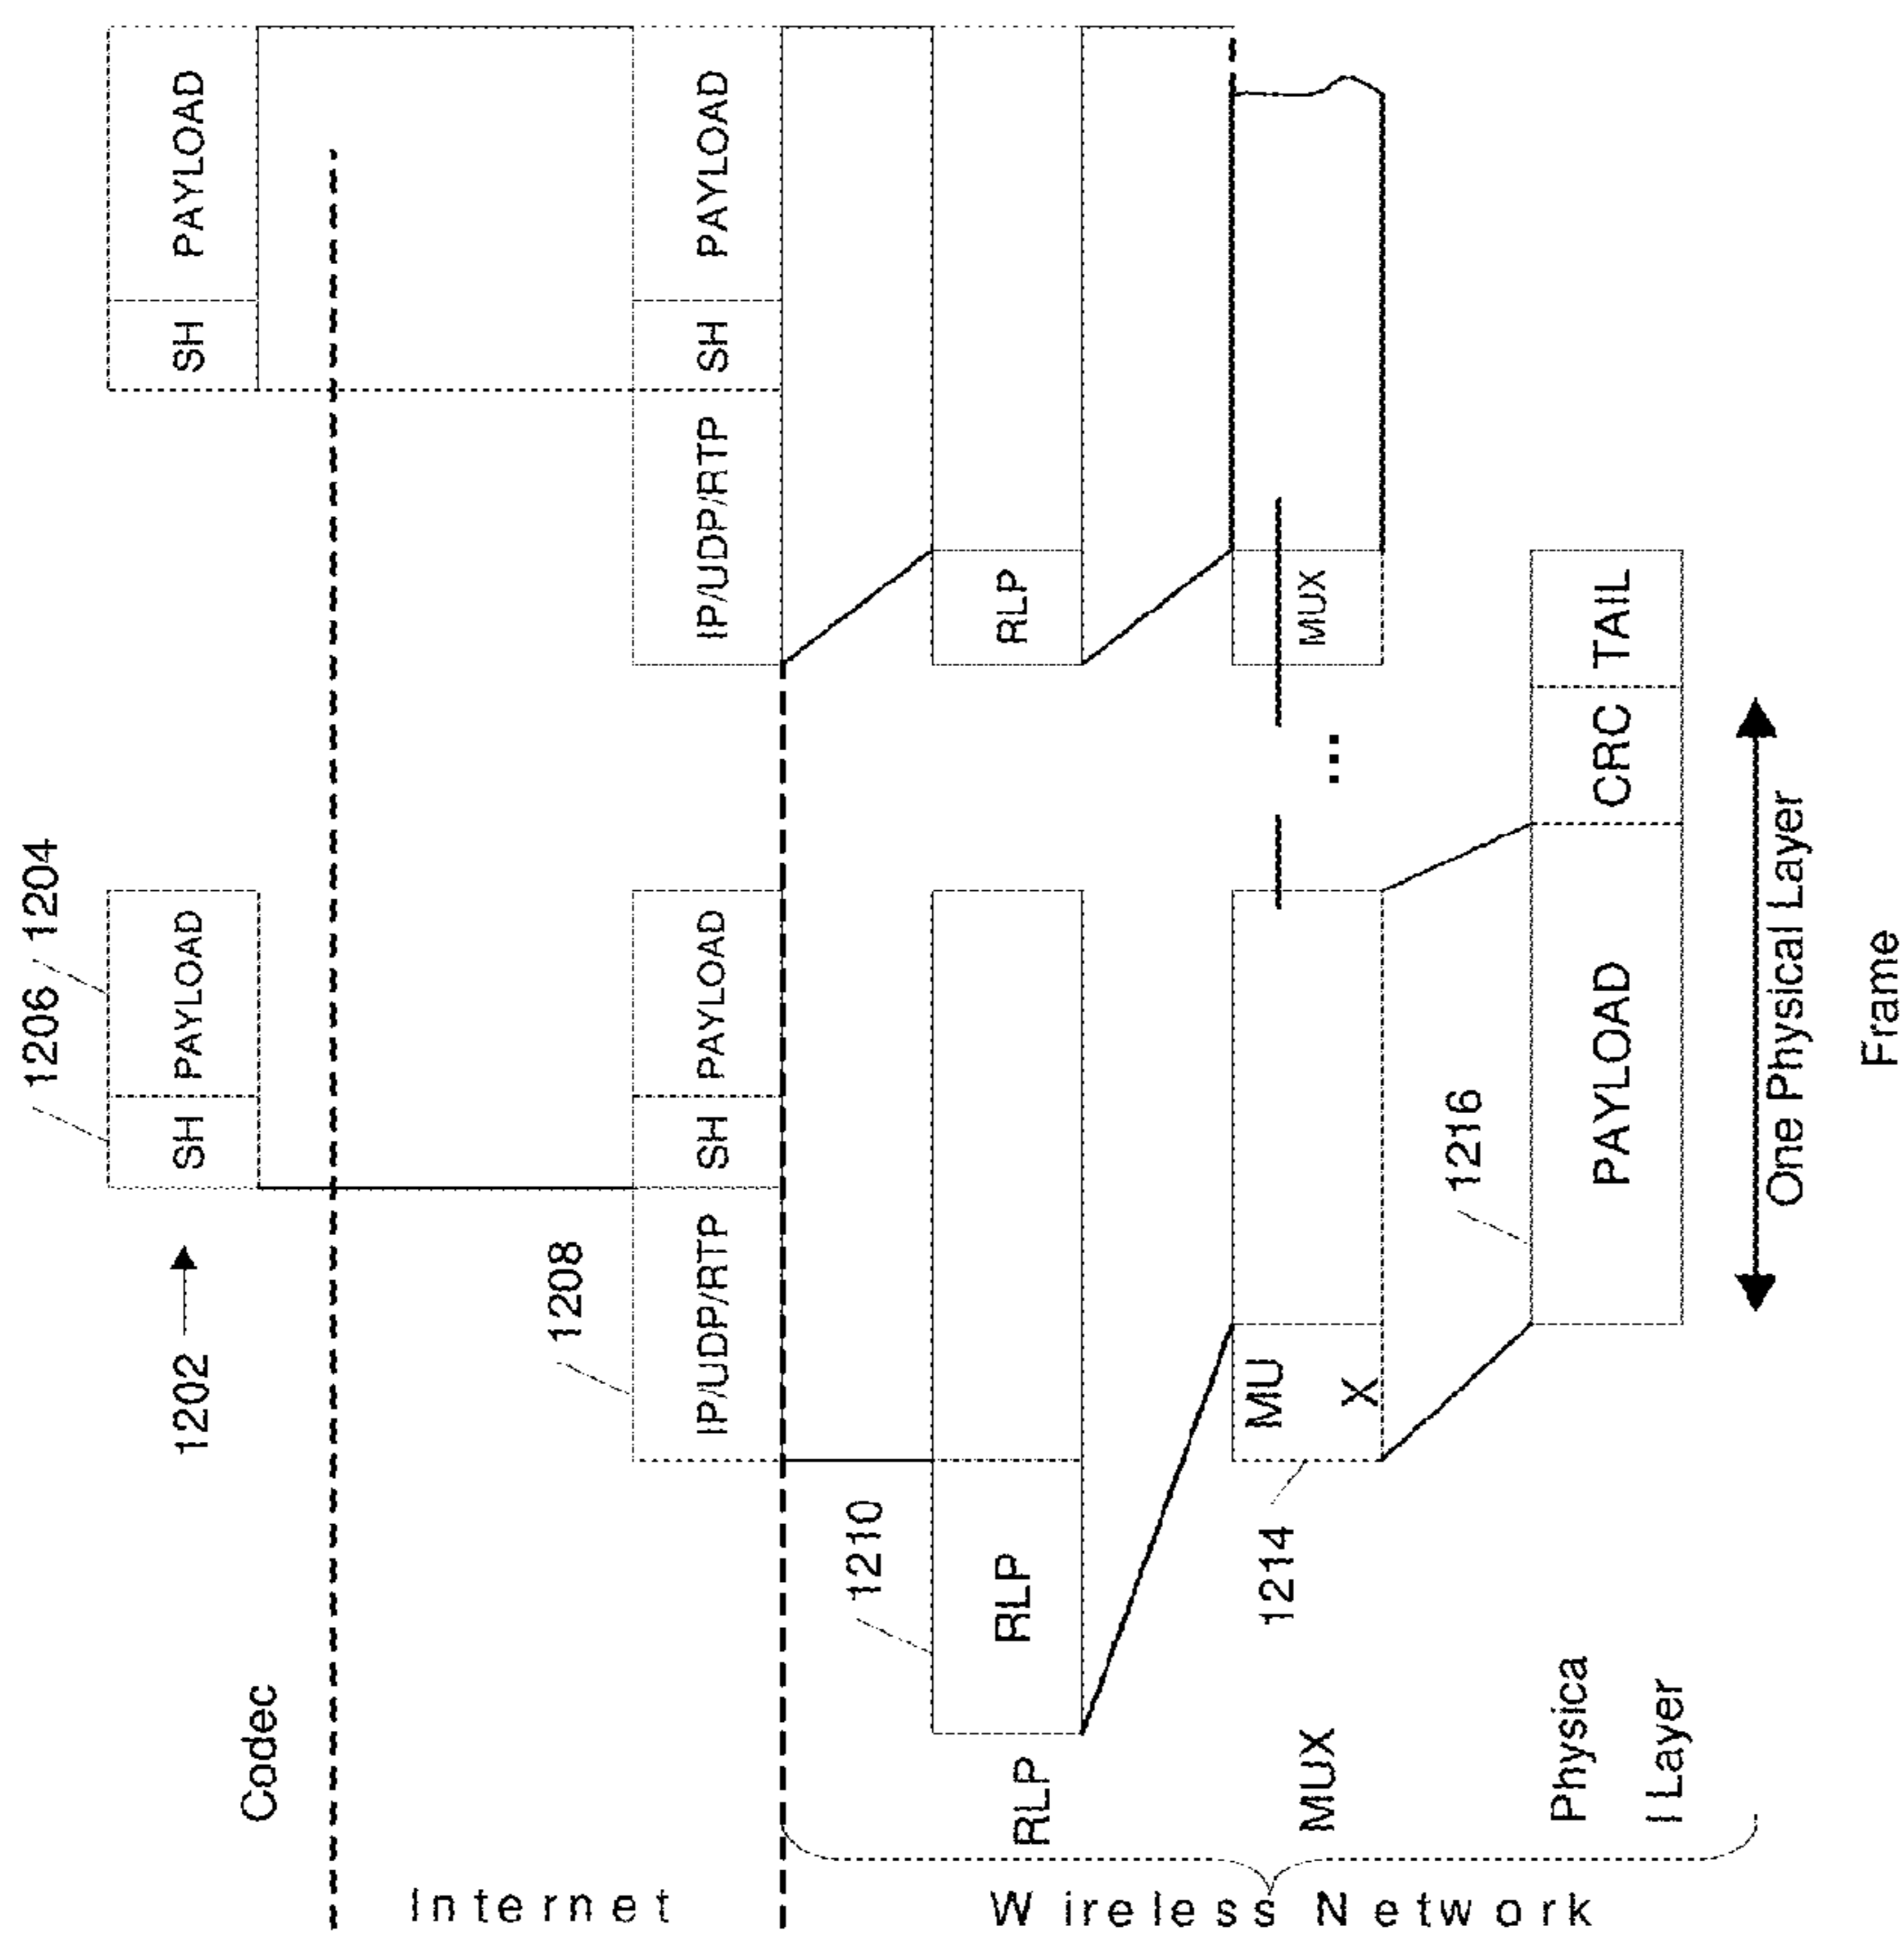 1206 1204
1202
SH PAYLOAD
SH PAYLOAD
Codec
Internet
1208
IP/UDP/RTP SH PAYLOAD
IP/UDP/RTP SH PAYLOAD
1210
RLP
RLP
RLP
MUX
1214
MU
X
...
MUX
Physica
l Layer
1216
PAYLOAD CRC TAIL
One Physical Layer
Frame
Wireless Network